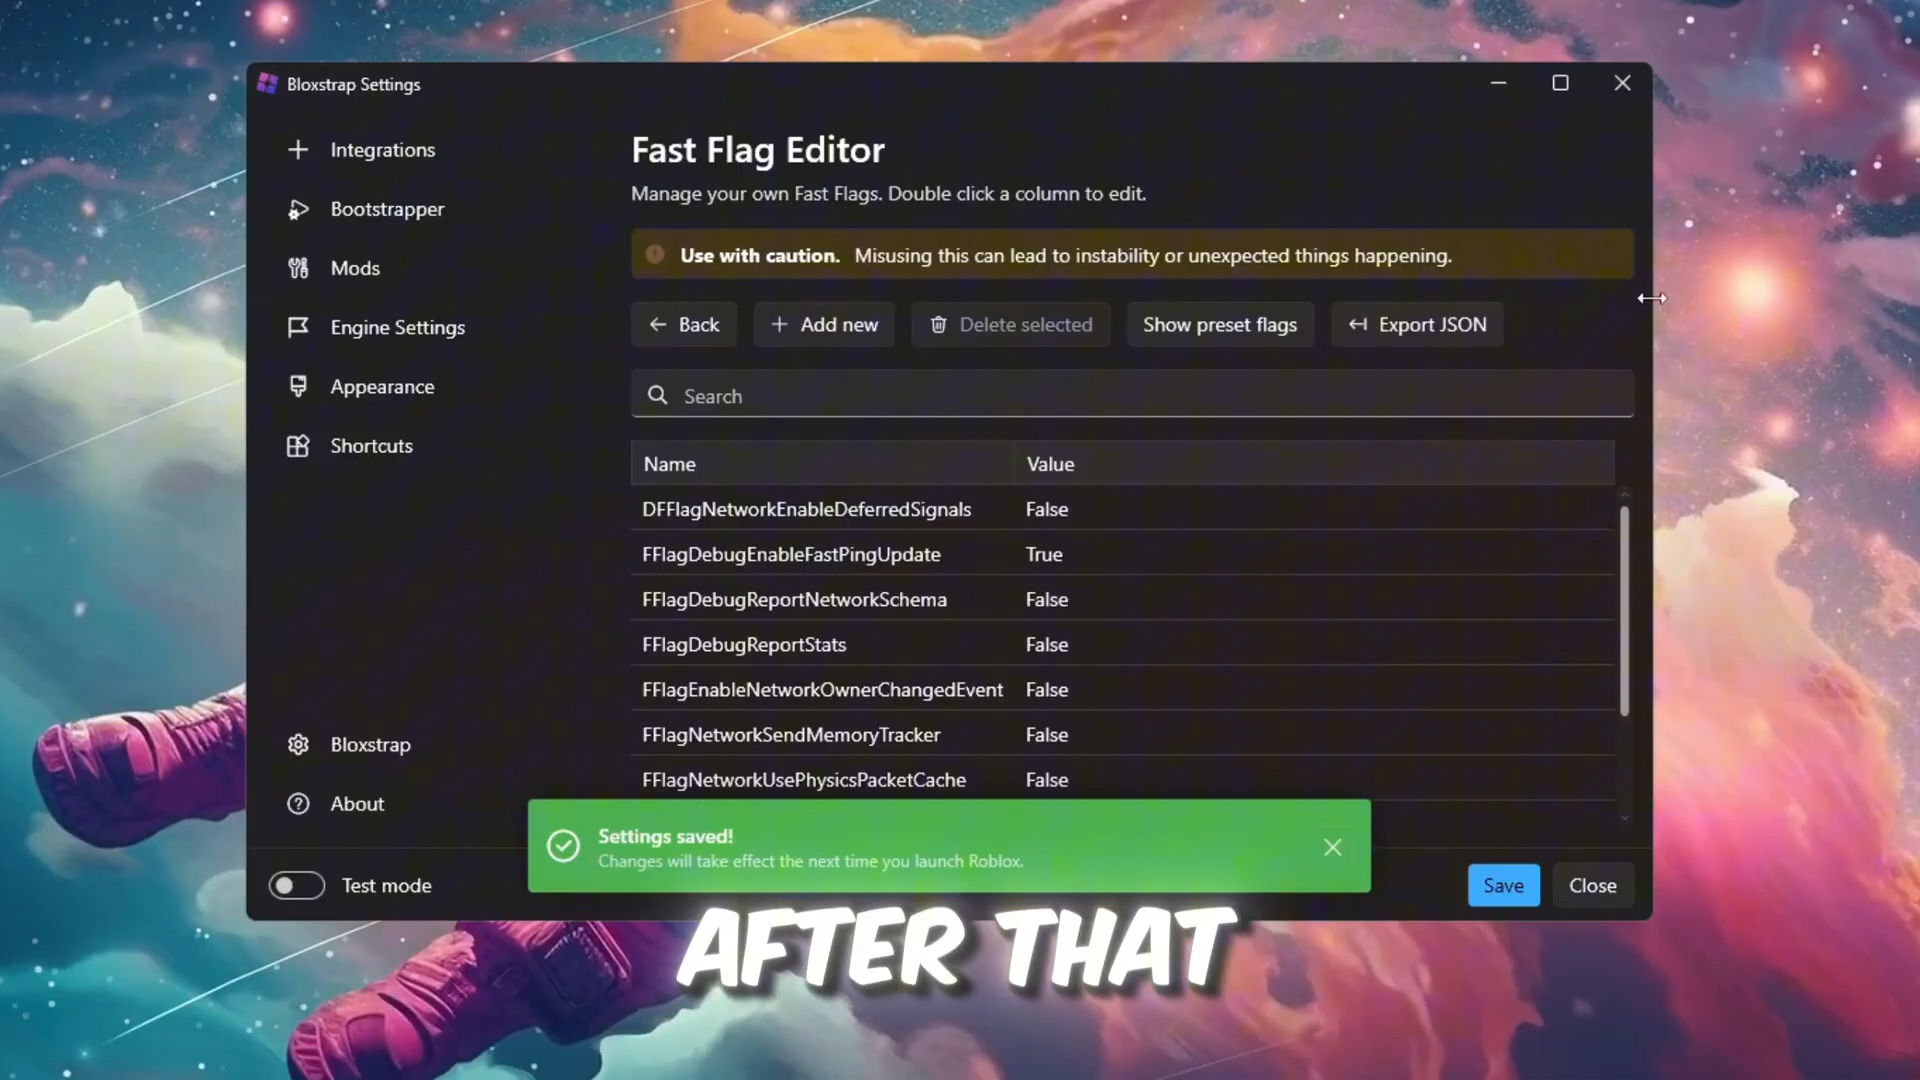 Bloxstrap Settings
Integrations
Bootstrapper
Mods
Engine Settings
Appearance
Shortcuts
Bloxstrap
About
Test mode
Fast Flag Editor
Manage your own Fast Flags. Double click a column to edit.
Use with caution. Misusing this can lead to instability or unexpected things happening.
Back
Add new
Delete selected
Show preset flags
Export JSON
Search
Name Value
DFFlagNetworkEnableDeferredSignals False
FFlagDebugEnableFastPingUpdate True
FFlagDebugReportNetworkSchema False
FFlagDebugReportStats False
FFlagEnableNetworkOwnerChangedEvent False
FFlagNetworkSendMemoryTracker False
FFlagNetworkUsePhysicsPacketCache False
Settings saved!
Changes will take effect the next time you launch Roblox.
Save
Close
AFTER THAT